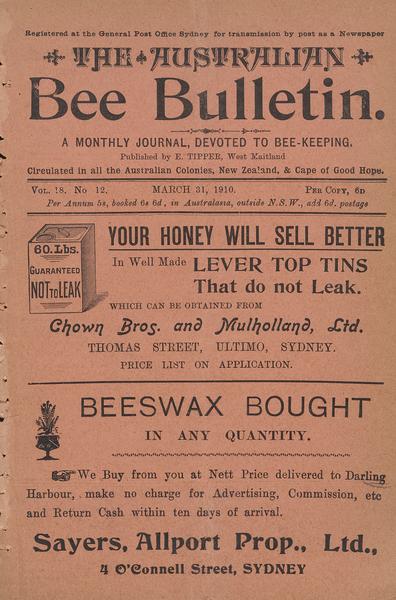 Registered at the General Post Office Sydney for transmission by post as a Newspaper
THE AUSTRALIAN
Bee Bulletin.
A MONTHLY JOURNAL, DEVOTED TO BEE-KEEPING,
Published by E. TIPPER, West Maitland
Circulated in all the Australian Colonies, New Zealand, & Cape of Good Hope.
VOL. 18. No 12. MARCH 31, 1910. PER COPY, 6D
Per Annum 5s, booked 6s 6d, in Australasia, outside N.S.W., add 6d. postage
60.Lbs.
GUARANTEED
NOT TO LEAK
YOUR HONEY WILL SELL BETTER
In Well Made LEVER TOP TINS
That do not Leak.
WHICH CAN BE OBTAINED FROM
Chown Bros. and Mulholland, Ltd.
THOMAS STREET, ULTIMO, SYDNEY.
PRICE LIST ON APPLICATION.
BEESWAX BOUGHT
IN ANY QUANTITY.
We Buy from you at Nett Price delivered to Darling
Harbour, make no charge for Advertising, Commission, etc
and Return Cash within ten days of arrival.
Sayers, Allport Prop., Ltd.,
4 O'Connell Street, SYDNEY